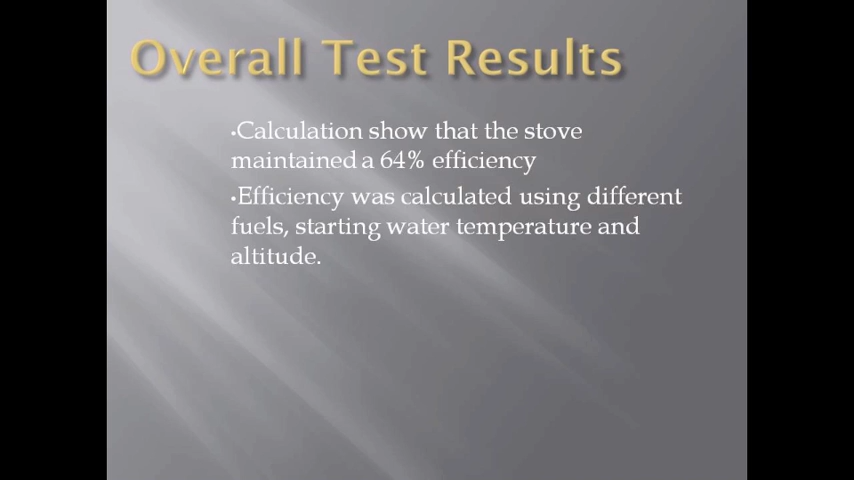 Overall Test Results
•Calculation show that the stove
maintained a 64% efficiency
•Efficiency was calculated using different
fuels, starting water temperature and
altitude.